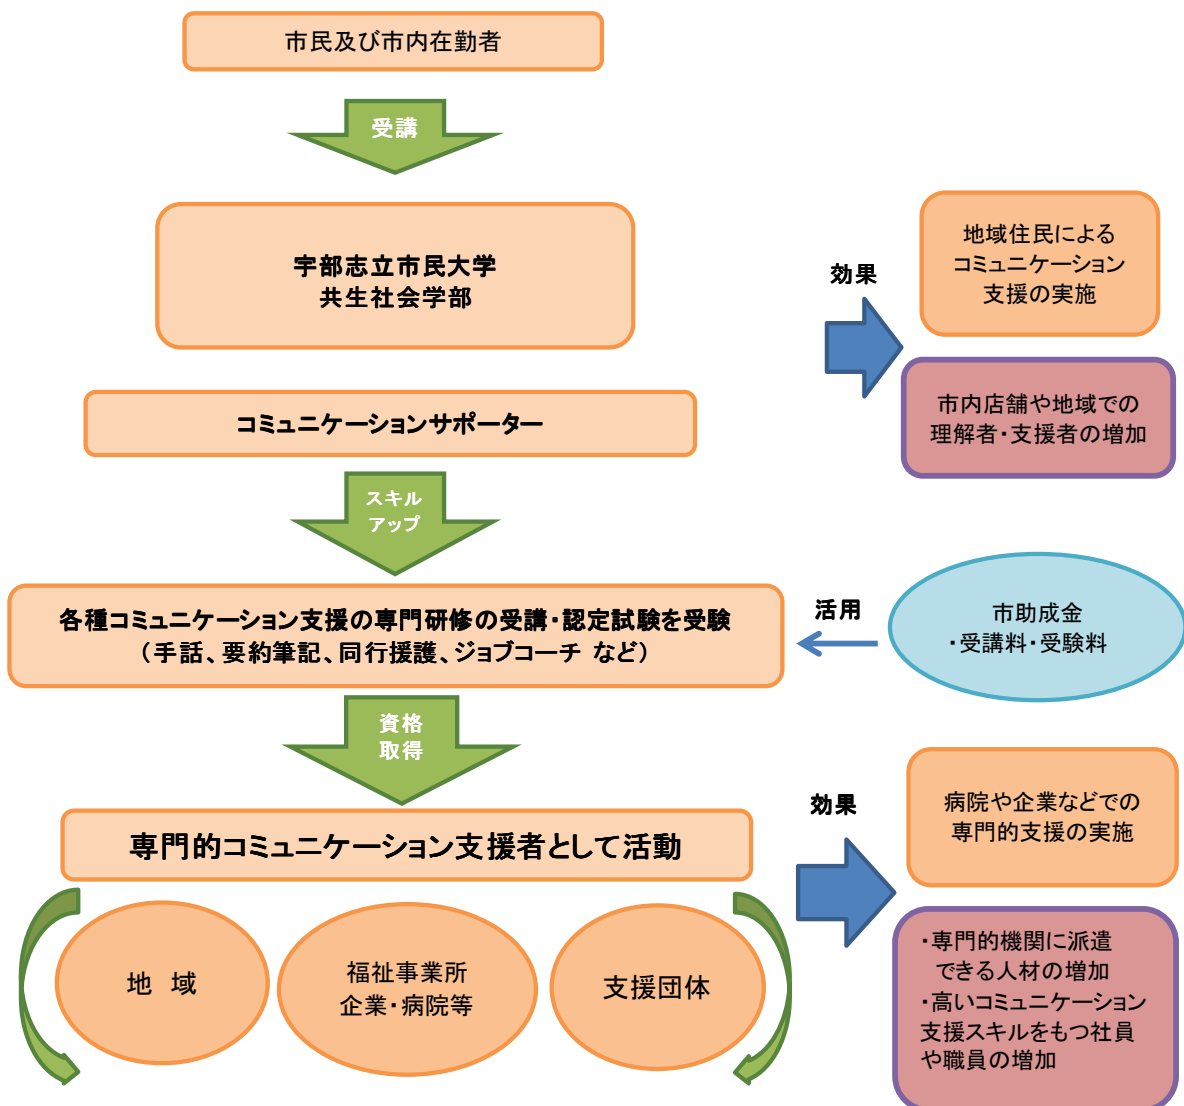 市民及び市内在勤者
受講
宇部志立市民大学
共生社会学部
効果
地域住民による
コミュニケーション
支援の実施
市内店舗や地域での
理解者・支援者の増加
コミュニケーションサポーター
スキル
アップ
各種コミュニケーション支援の専門研修の受講・認定試験を受験
（手話、要約筆記、同行援護、ジョブコーチ など）
活用
市助成金
・受講料・受験料
資格
取得
専門的コミュニケーション支援者として活動
効果
病院や企業などでの
専門的支援の実施
・専門的機関に派遣
できる人材の増加
・高いコミュニケーション
支援スキルをもつ社員
や職員の増加
地 域
福祉事業所
企業・病院等
支援団体